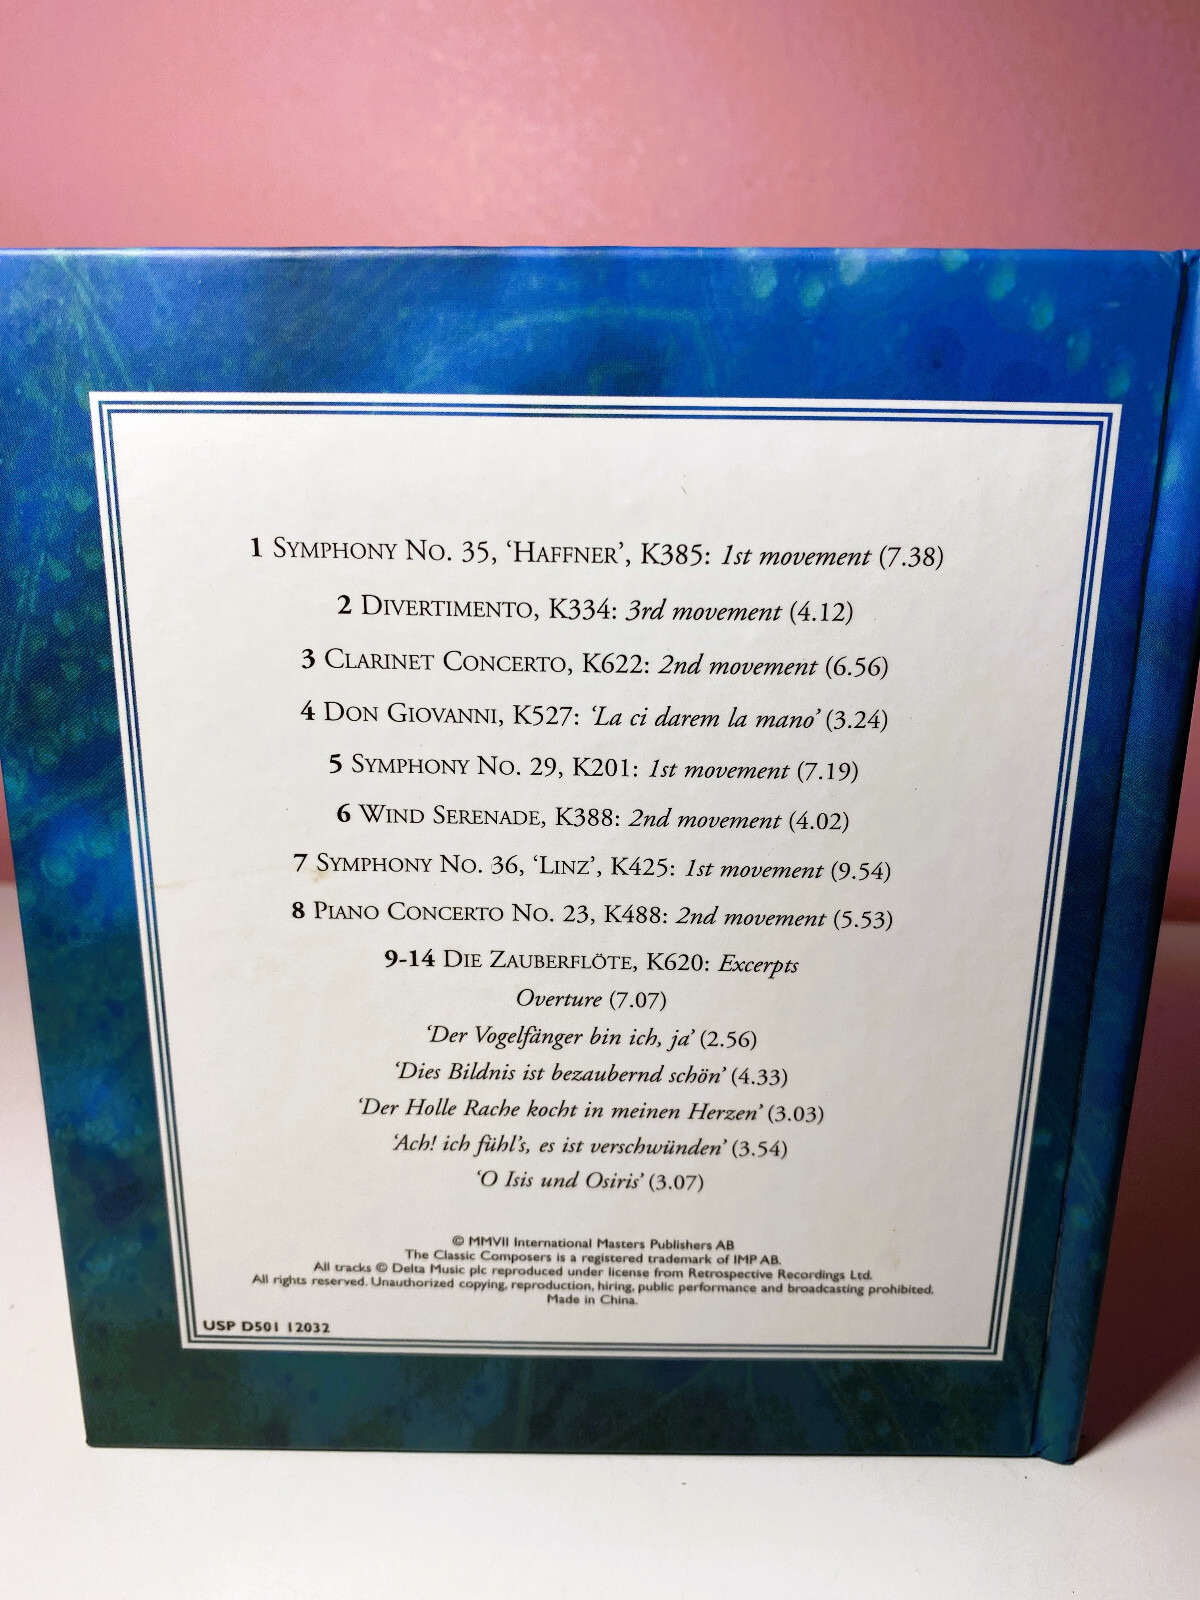 1 SYMPHONY NO. 35, ‘HAFFNER’, K385: 1st movement (7.38)
2 DIVERTIMENTO, K334: 3rd movement (4.12)
3 CLARINET CONCERTO, K622: 2nd movement (6.56)
4 DON GIOVANNI, K527: ‘La ci darem la mano’ (3.24)
5 SYMPHONY NO. 29, K201: 1st movement (7.19)
6 WIND SERENADE, K388: 2nd movement (4.02)
7 SYMPHONY NO. 36, ‘LINZ’, K425: 1st movement (9.54)
8 PIANO CONCERTO NO. 23, K488: 2nd movement (5.53)
9-14 DIE ZAUBERFLÖTE, K620: Excerpts
Overture (7.07)
‘Der Vogelfänger bin ich, ja’ (2.56)
‘Dies Bildnis ist bezaubernd schön’ (4.33)
‘Der Holle Rache kocht in meinen Herzen’ (3.03)
‘Ach! ich fühl’s, es ist verschwünden’ (3.54)
‘O Isis und Osiris’ (3.07)
© MMVII International Masters Publishers AB
The Classic Composers is a registered trademark of IMP AB.
All tracks © Delta Music plc reproduced under license from Retrospective Recordings Ltd.
All rights reserved. Unauthorized copying, reproduction, hiring, public performance and broadcasting prohibited.
Made in China.
USP D501 12032